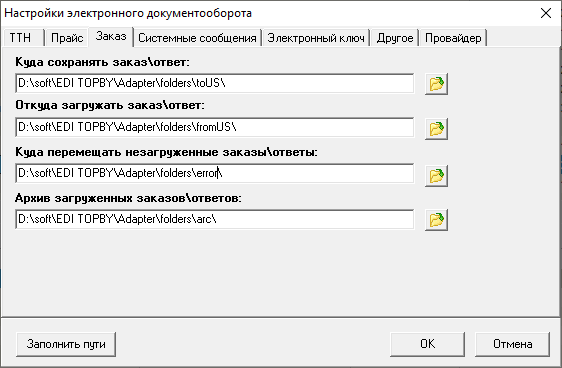 Настройки электронного документооборота
ТТН Прайс Заказ Системные сообщения Электронный ключ Другое Провайдер
Куда сохранять заказ\ответ:
D:\soft\EDI TOPBY\Adapter\folders\toUS\
Откуда загружать заказ\ответ:
D:\soft\EDI TOPBY\Adapter\folders\fromUS\
Куда перемещать незагруженные заказы\ответы:
D:\soft\EDI TOPBY\Adapter\folders\error\
Архив загруженных заказов\ответов:
D:\soft\EDI TOPBY\Adapter\folders\arc\
Заполнить пути OK Отмена